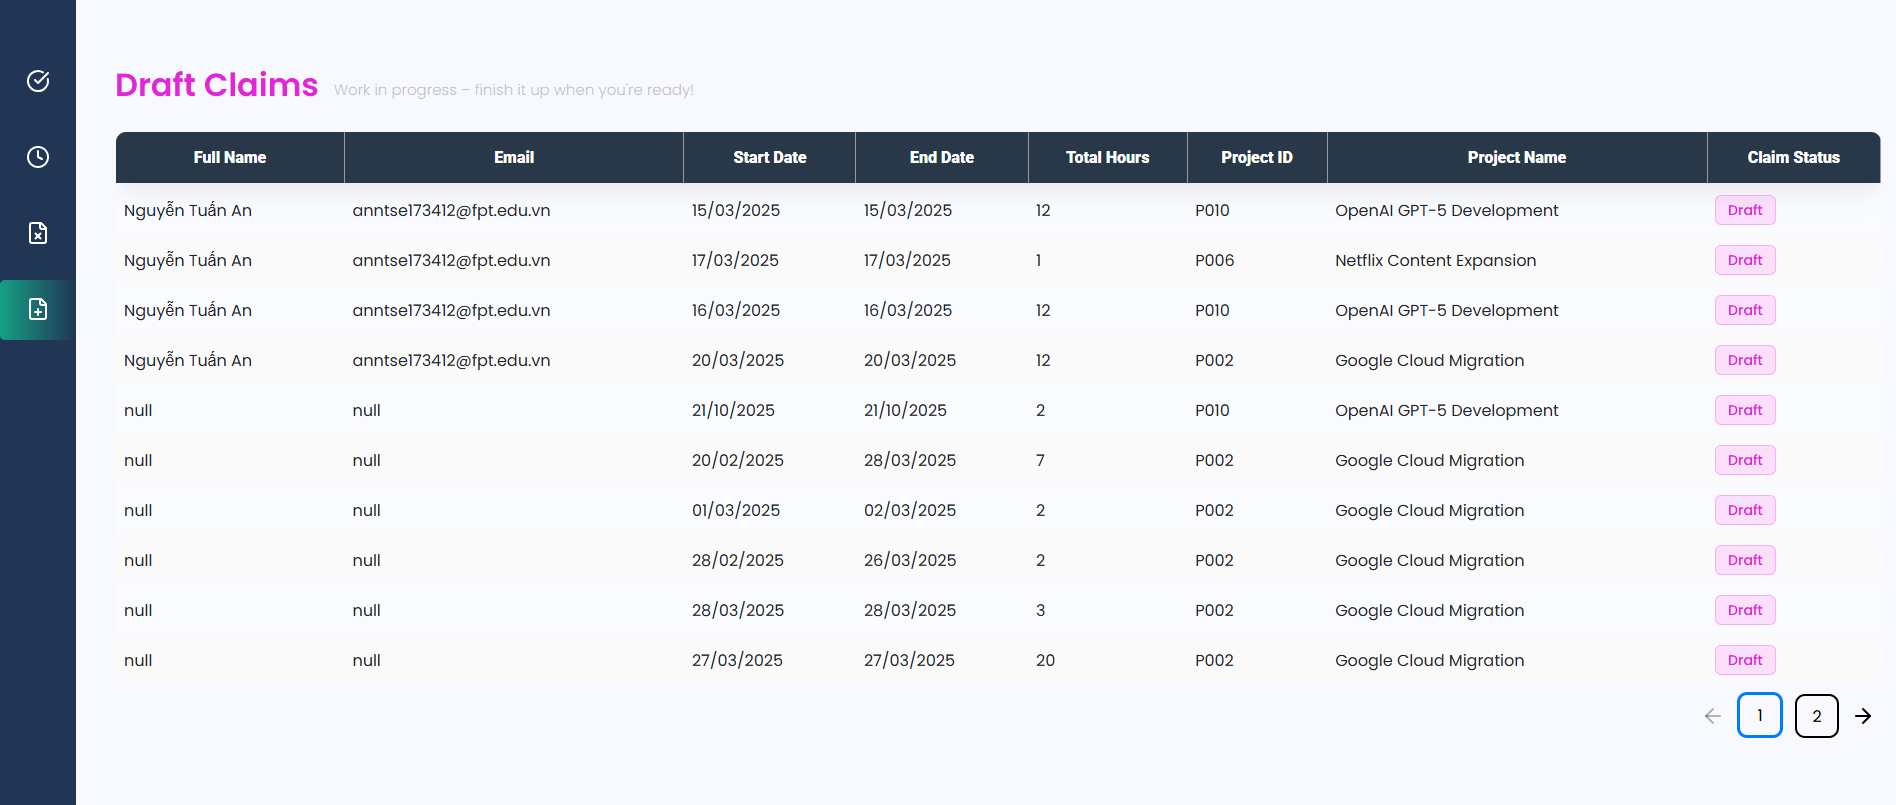 Draft Claims Work in progress – finish it up when you're ready!
Full Name Email Start Date End Date Total Hours Project ID Project Name Claim Status
Nguyễn Tuấn An anntse173412@fpt.edu.vn 15/03/2025 15/03/2025 12 P010 OpenAI GPT-5 Development Draft
Nguyễn Tuấn An anntse173412@fpt.edu.vn 17/03/2025 17/03/2025 1 P006 Netflix Content Expansion Draft
Nguyễn Tuấn An anntse173412@fpt.edu.vn 16/03/2025 16/03/2025 12 P010 OpenAI GPT-5 Development Draft
Nguyễn Tuấn An anntse173412@fpt.edu.vn 20/03/2025 20/03/2025 12 P002 Google Cloud Migration Draft
null null 21/10/2025 21/10/2025 2 P010 OpenAI GPT-5 Development Draft
null null 20/02/2025 28/03/2025 7 P002 Google Cloud Migration Draft
null null 01/03/2025 02/03/2025 2 P002 Google Cloud Migration Draft
null null 28/02/2025 26/03/2025 2 P002 Google Cloud Migration Draft
null null 28/03/2025 28/03/2025 3 P002 Google Cloud Migration Draft
null null 27/03/2025 27/03/2025 20 P002 Google Cloud Migration Draft
1 2